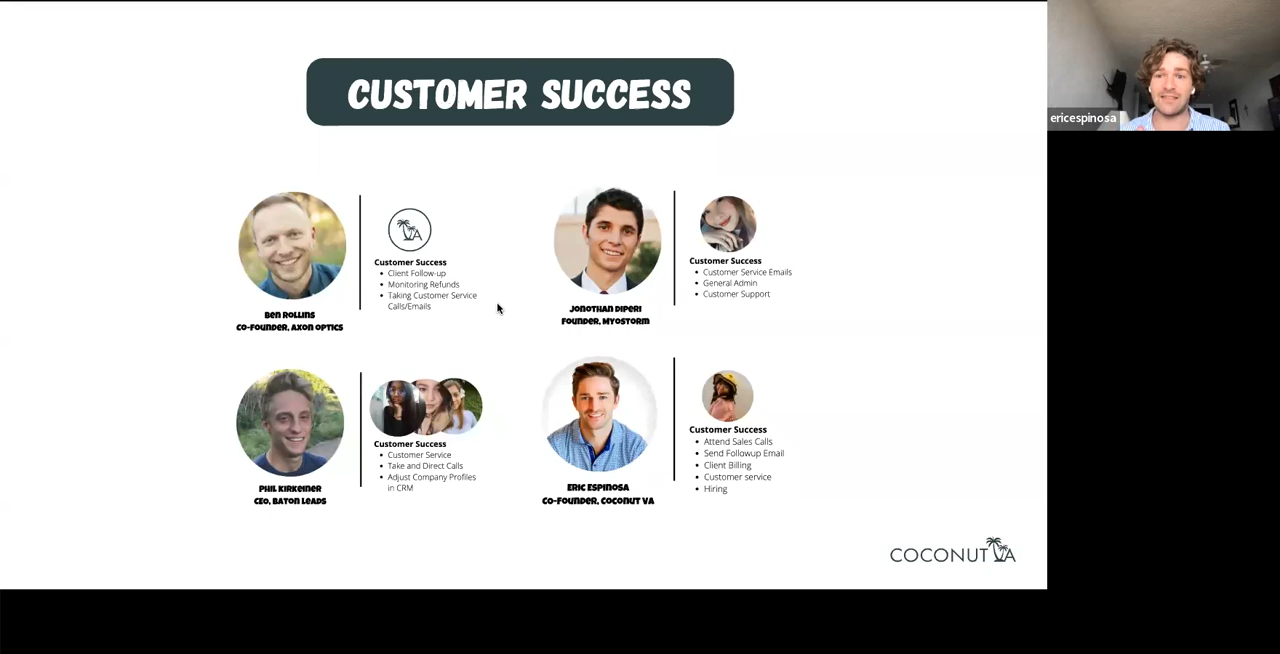 CUSTOMER SUCCESS
ericespinosa
VA
Customer Success
Client Follow-up
Monitoring Refunds
Taking Customer Service
Calls/Emails
BEN ROLLINS
CO-FOUNDER, AXON OPTICS
Customer Success
Customer Service Emails
General Admin
Customer Support
JONOTHAN DIPERI
FOUNDER, MYOSTORM
Customer Success
Customer Service
Take and Direct Calls
Adjust Company Profiles
in CRM
PHIL KIRKEINER
CEO, BATON LEADS
Customer Success
Attend Sales Calls
Send Followup Email
Client Billing
Customer service
Hiring
ERIC ESPINOSA
CO-FOUNDER, COCONUT VA
COCONUT VA